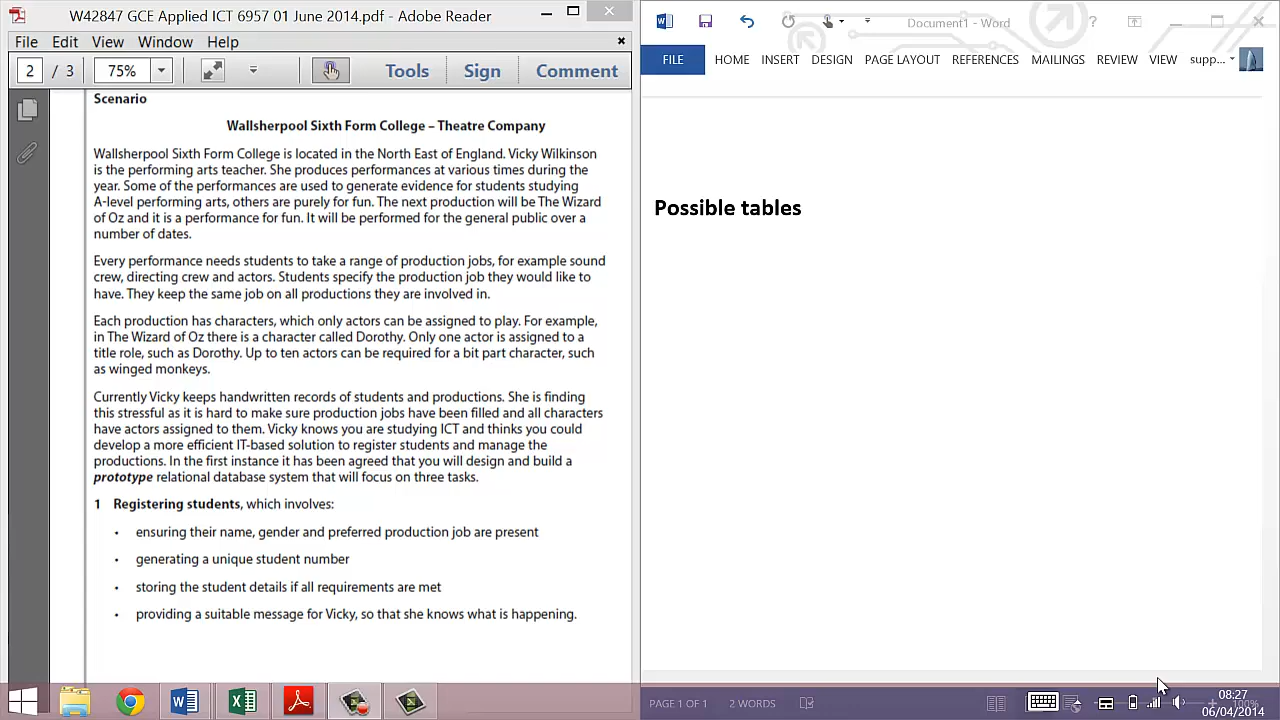 W42847 GCE Applied ICT 6957 01 June 2014.pdf - Adobe Reader
File Edit View Window Help
2 / 3 75% Tools Sign Comment
Scenario
Wallsherpool Sixth Form College – Theatre Company
Wallsherpool Sixth Form College is located in the North East of England. Vicky Wilkinson
is the performing arts teacher. She produces performances at various times during the
year. Some of the performances are used to generate evidence for students studying
A-level performing arts, others are purely for fun. The next production will be The Wizard
of Oz and it is a performance for fun. It will be performed for the general public over a
number of dates.
Every performance needs students to take a range of production jobs, for example sound
crew, directing crew and actors. Students specify the production job they would like to
have. They keep the same job on all productions they are involved in.
Each production has characters, which only actors can be assigned to play. For example,
in The Wizard of Oz there is a character called Dorothy. Only one actor is assigned to a
title role, such as Dorothy. Up to ten actors can be required for a bit part character, such
as winged monkeys.
Currently Vicky keeps handwritten records of students and productions. She is finding
this stressful as it is hard to make sure production jobs have been filled and all characters
have actors assigned to them. Vicky knows you are studying ICT and thinks you could
develop a more efficient IT-based solution to register students and manage the
productions. In the first instance it has been agreed that you will design and build a
prototype relational database system that will focus on three tasks.
1 Registering students, which involves:
• ensuring their name, gender and preferred production job are present
• generating a unique student number
• storing the student details if all requirements are met
• providing a suitable message for Vicky, so that she knows what is happening.
Document1 - Word
FILE HOME INSERT DESIGN PAGE LAYOUT REFERENCES MAILINGS REVIEW VIEW supp...
Possible tables
PAGE 1 OF 1 2 WORDS 100%
08:27
06/04/2014